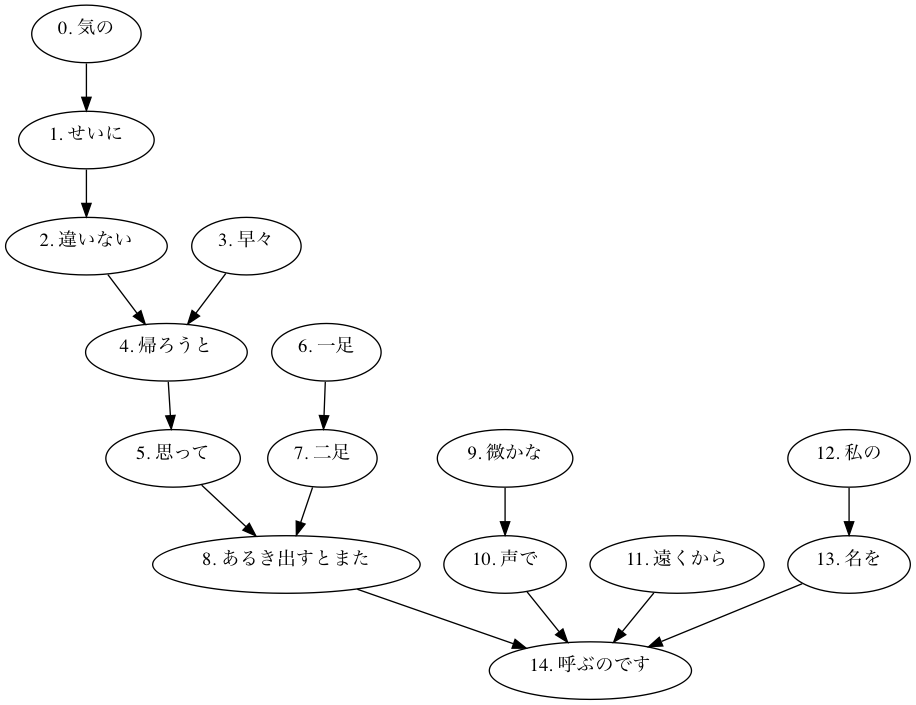 0. 気の
1. せいに
2. 違いない
3. 早々
4. 帰ろうと
6. 一足
5. 思って
7. 二足
9. 微かな
12. 私の
8. あるき出すとまた
10. 声で
11. 遠くから
13. 名を
14. 呼ぶのです